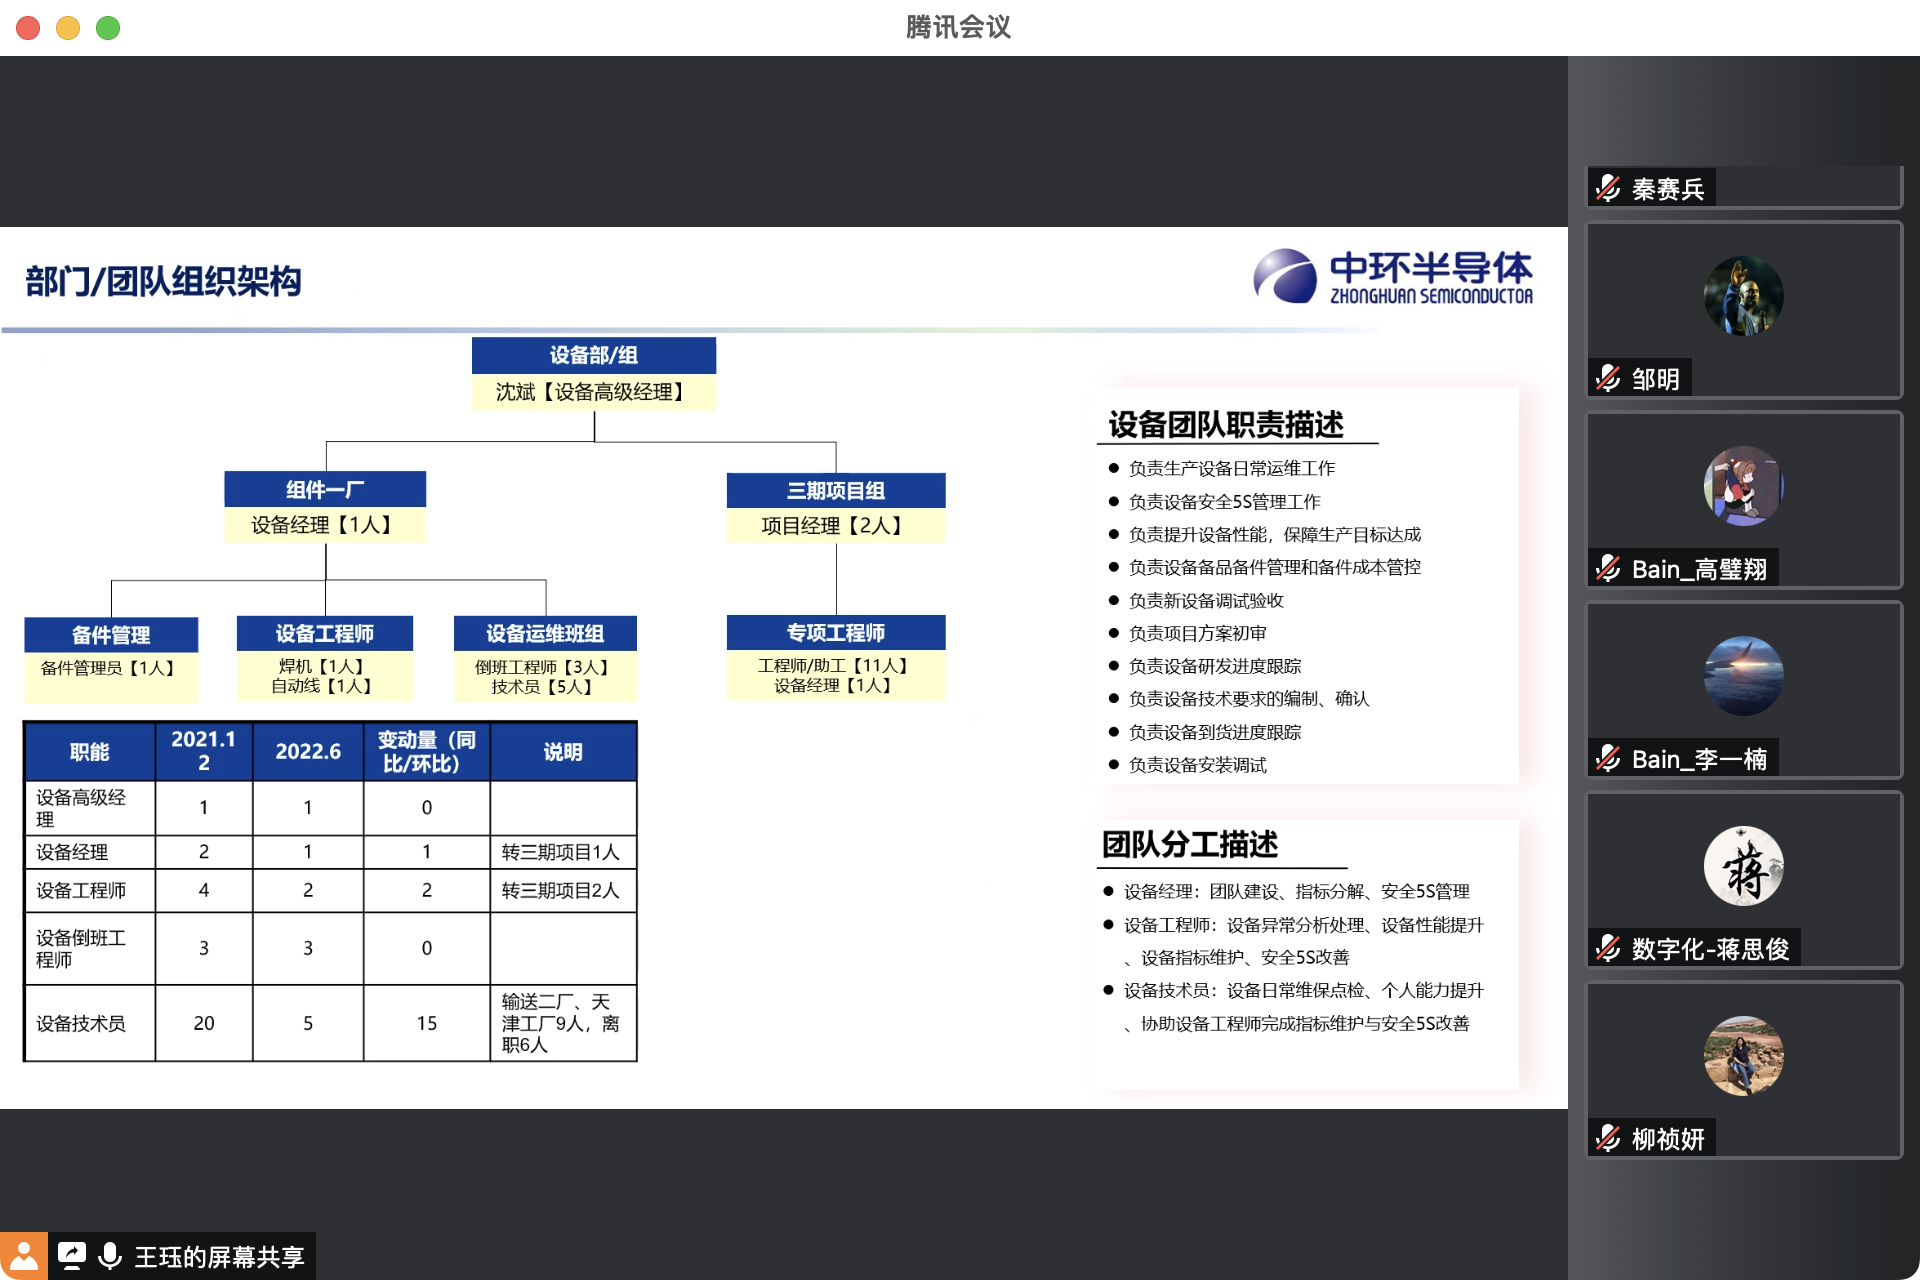 腾讯会议
部门/团队组织架构
中环半导体
ZHONGHUAN SEMICONDUCTOR
设备部/组
沈斌【设备高级经理】
组件一厂
设备经理【1人】
三期项目组
项目经理【2人】
备件管理
备件管理员【1人】
设备工程师
焊机【1人】
自动线【1人】
设备运维班组
倒班工程师【3人】
技术员【5人】
专项工程师
工程师/助工【11人】
设备经理【1人】
职能
2021.1
2
2022.6
变动量（同
比/环比）
说明
设备高级经
理
1
1
0
设备经理
2
1
1
转三期项目1人
设备工程师
4
2
2
转三期项目2人
设备倒班工
程师
3
3
0
设备技术员
20
5
15
输送二厂、天
津工厂9人，离
职6人
设备团队职责描述
● 负责生产设备日常运维工作
● 负责设备安全5S管理工作
● 负责提升设备性能，保障生产目标达成
● 负责设备备品备件管理和备件成本管控
● 负责新设备调试验收
● 负责项目方案初审
● 负责设备研发进度跟踪
● 负责设备技术要求的编制、确认
● 负责设备到货进度跟踪
● 负责设备安装调试
团队分工描述
● 设备经理：团队建设、指标分解、安全5S管理
● 设备工程师：设备异常分析处理、设备性能提升
、设备指标维护、安全5S改善
● 设备技术员：设备日常维保点检、个人能力提升
、协助设备工程师完成指标维护与安全5S改善
秦赛兵
邹明
Bain_高璧翔
Bain_李一楠
蒋
数字化-蒋思俊
柳祯妍
王珏的屏幕共享